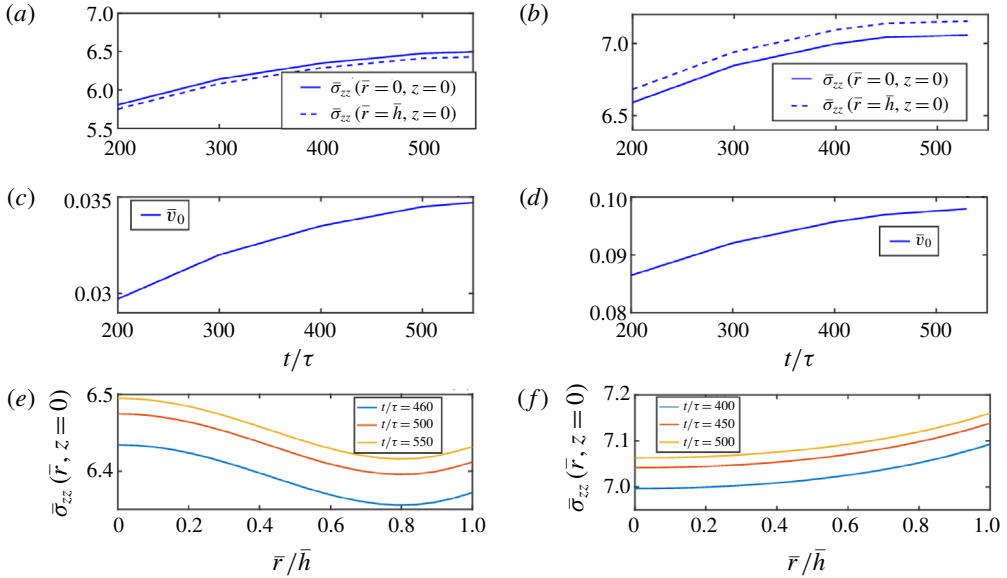 (a)
7.0
6.5
6.0
5.5
200 300 400 500
σ̄zz (r̄ = 0, z = 0)
σ̄zz (r̄ = h̄, z = 0)
(b)
7.0
6.5
200 300 400 500
σ̄zz (r̄ = 0, z = 0)
σ̄zz (r̄ = h̄, z = 0)
(c)
0.035
0.03
200 300 400 500
v̄0
t/τ
(d)
0.10
0.09
0.08
200 300 400 500
v̄0
t/τ
(e)
σ̄zz (r̄, z = 0)
6.5
6.4
0 0.2 0.4 0.6 0.8 1.0
t/τ = 460
t/τ = 500
t/τ = 550
r̄/h̄
(f)
σ̄zz (r̄, z = 0)
7.2
7.1
7.0
0 0.2 0.4 0.6 0.8 1.0
t/τ = 400
t/τ = 450
t/τ = 500
r̄/h̄